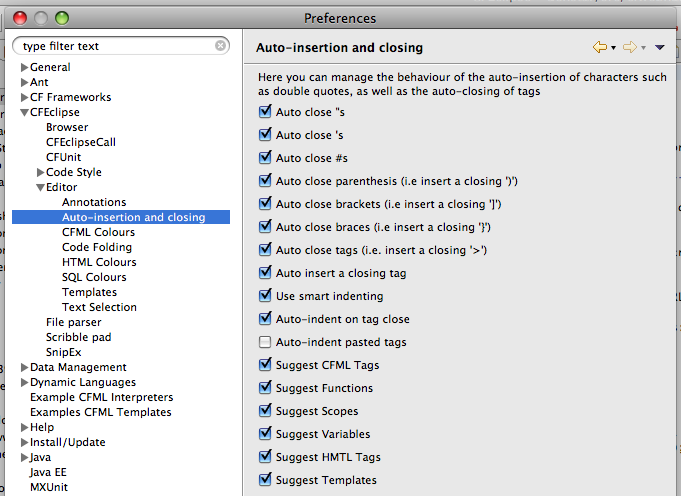 Preferences
type filter text
General
Ant
CF Frameworks
CFEclipse
Browser
CFEclipseCall
CFUnit
Code Style
Editor
Annotations
Auto-insertion and closing
CFML Colours
Code Folding
HTML Colours
SQL Colours
Templates
Text Selection
File parser
Scribble pad
SnipEx
Data Management
Dynamic Languages
Example CFML Interpreters
Examples CFML Templates
Help
Install/Update
Java
Java EE
MXUnit
Auto-insertion and closing
Here you can manage the behaviour of the auto-insertion of characters such
as double quotes, as well as the auto-closing of tags
Auto close "s
Auto close 's
Auto close #s
Auto close parenthesis (i.e insert a closing ')')
Auto close brackets (i.e insert a closing ']')
Auto close braces (i.e insert a closing '}')
Auto close tags (i.e. insert a closing '>')
Auto insert a closing tag
Use smart indenting
Auto-indent on tag close
Auto-indent pasted tags
Suggest CFML Tags
Suggest Functions
Suggest Scopes
Suggest Variables
Suggest HMTL Tags
Suggest Templates